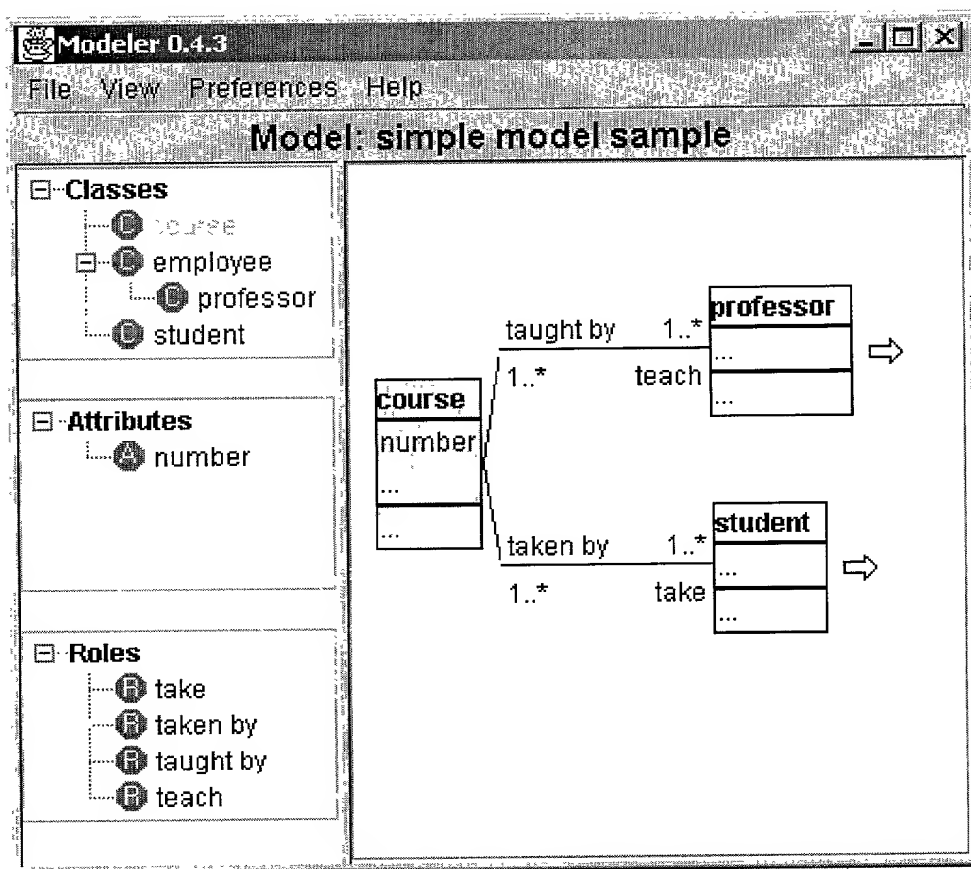 Modeler 0.4.3
File View Preferences Help
Model: simple model sample
Classes
C course
C employee
C professor
C student
Attributes
A number
Roles
R take
R taken by
R taught by
R teach
course
number
...
...
taught by 1..*
1..* teach
professor
...
...
taken by 1..*
1..* take
student
...
...